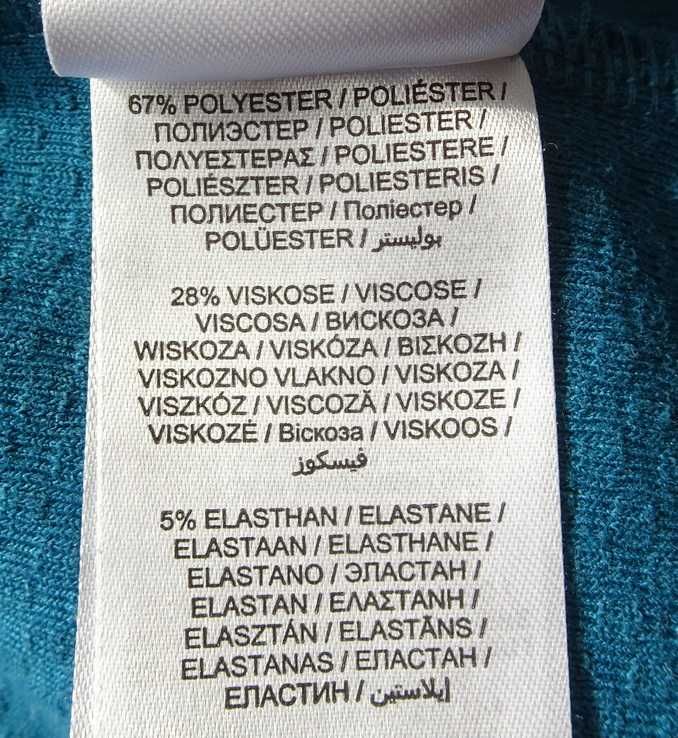 67% POLYESTER / POLIÉSTER /
ПОЛИЭСТЕР / POLIESTER /
ΠΟΛΥΕΣΤΕΡΑΣ / POLIESTERE /
POLIÉSZTER / POLIESTERIS /
ПОЛИЕСТЕР / Поліестер /
POLÜESTER / بوليستر
28% VISKOSE / VISCOSE /
VISCOSA / ВИСКОЗА /
WISKOZA / VISKÓZA / ΒΙΣΚΟΖΗ /
VISKOZNO VLAKNO / VISKOZA /
VISZKÓZ / VISCOZĂ / VISKOZE /
VISKOZĖ / Віскоза / VISKOOS /
فيسكوز
5% ELASTHAN / ELASTANE /
ELASTAAN / ELASTHANE /
ELASTANO / ЭЛАСТАН /
ELASTAN / ΕΛΑΣΤΑΝΗ /
ELASZTÁN / ELASTĀNS /
ELASTANAS / ЕЛАСТАН /
ЕЛАСТИН / إيلاستين